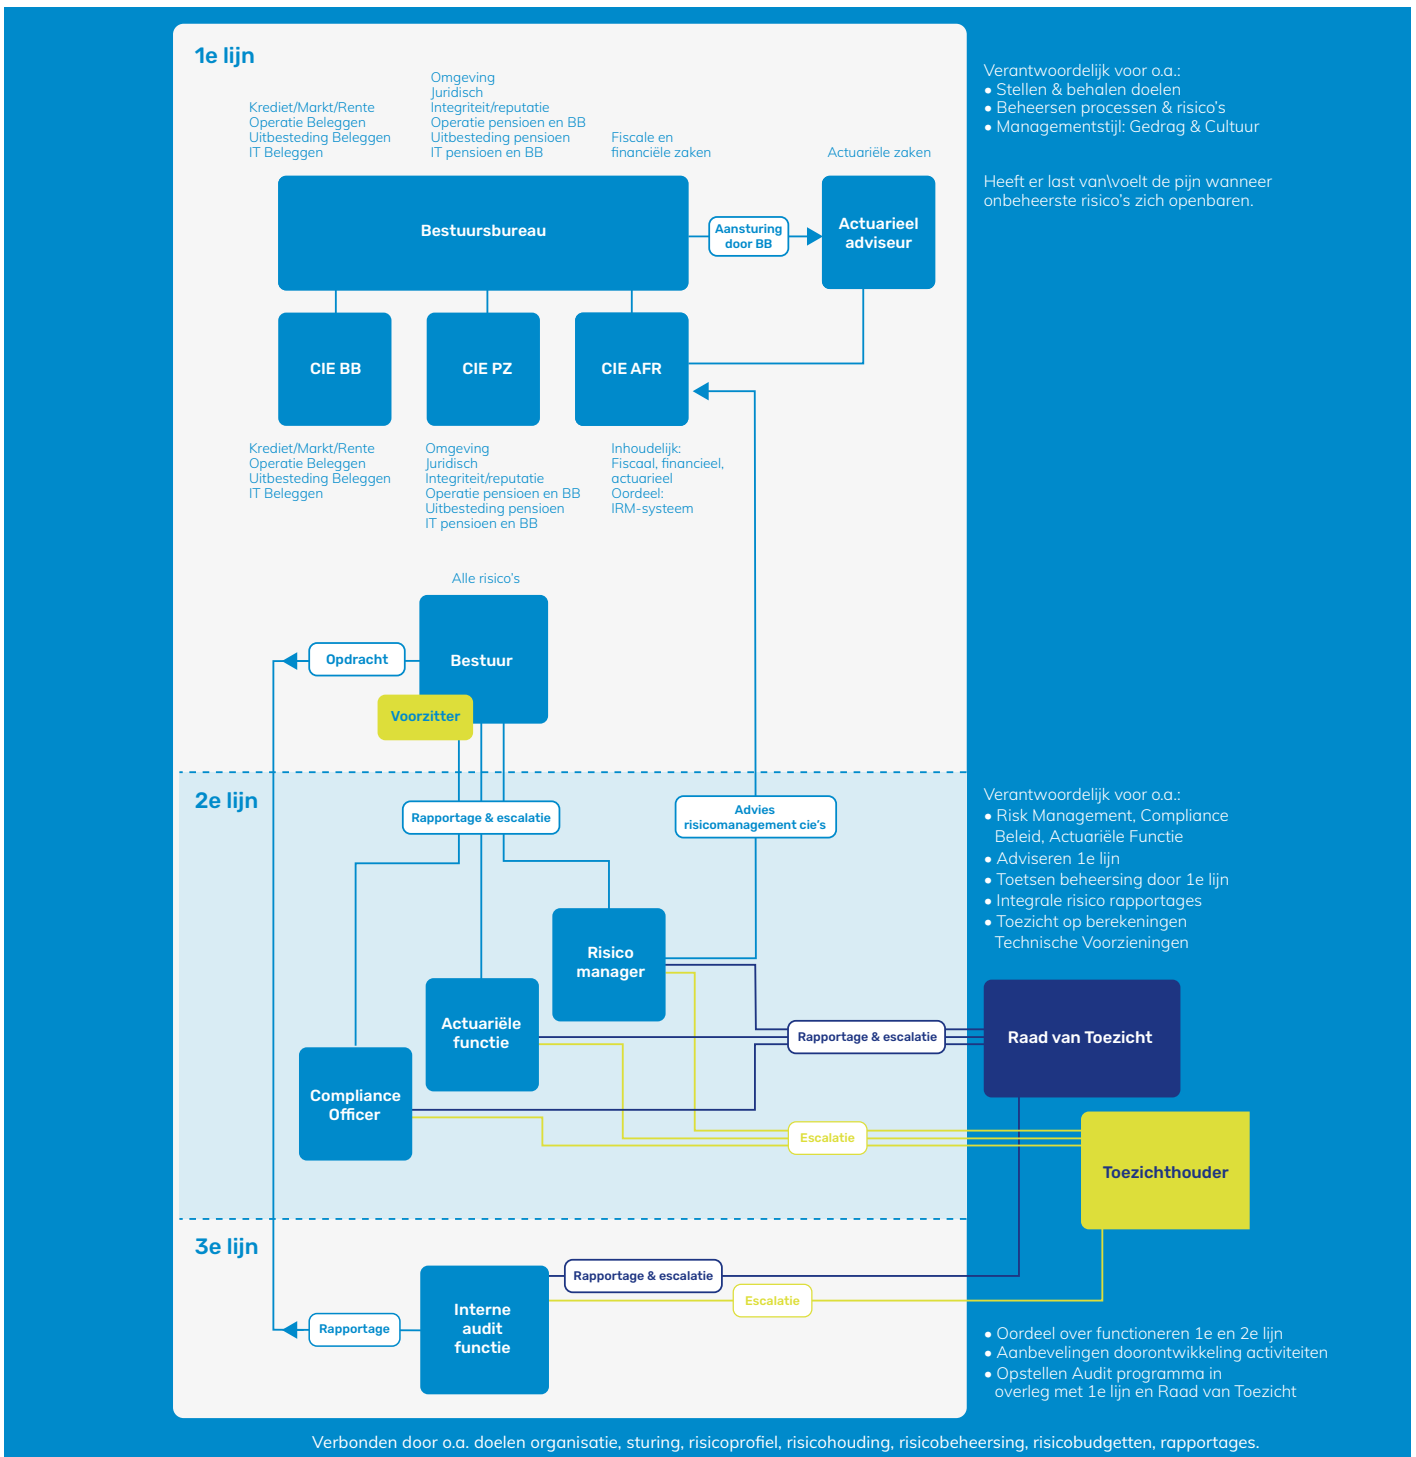 1e lijn
Omgeving
Juridisch
Integriteit/reputatie
Operatie pensioen en BB
Uitbesteding pensioen
IT pensioen en BB
Krediet/Markt/Rente
Operatie Beleggen
Uitbesteding Beleggen
IT Beleggen
Fiscale en
financiële zaken
Actuariële zaken
Verantwoordelijk voor o.a.:
• Stellen & behalen doelen
• Beheersen processen & risico's
• Managementstijl: Gedrag & Cultuur
Heeft er last van\voelt de pijn wanneer
onbeheerste risico's zich openbaren.
Bestuursbureau
Aansturing
door BB
Actuarieel
adviseur
CIE BB
CIE PZ
CIE AFR
Krediet/Markt/Rente
Operatie Beleggen
Uitbesteding Beleggen
IT Beleggen
Omgeving
Juridisch
Integriteit/reputatie
Operatie pensioen en BB
Uitbesteding pensioen
IT pensioen en BB
Inhoudelijk:
Fiscaal, financieel,
actuarieel
Oordeel:
IRM-systeem
Alle risico's
Opdracht
Bestuur
Voorzitter
2e lijn
Rapportage & escalatie
Advies
risicomanagement cie's
Verantwoordelijk voor o.a.:
• Risk Management, Compliance
Beleid, Actuariële Functie
• Adviseren 1e lijn
• Toetsen beheersing door 1e lijn
• Integrale risico rapportages
• Toezicht op berekeningen
Technische Voorzieningen
Risico
manager
Actuariële
functie
Compliance
Officer
Rapportage & escalatie
Raad van Toezicht
Escalatie
Toezichthouder
3e lijn
Rapportage & escalatie
Escalatie
Rapportage
Interne
audit
functie
• Oordeel over functioneren 1e en 2e lijn
• Aanbevelingen doorontwikkeling activiteiten
• Opstellen Audit programma in
overleg met 1e lijn en Raad van Toezicht
Verbonden door o.a. doelen organisatie, sturing, risicoprofiel, risicohouding, risicobeheersing, risicobudgetten, rapportages.